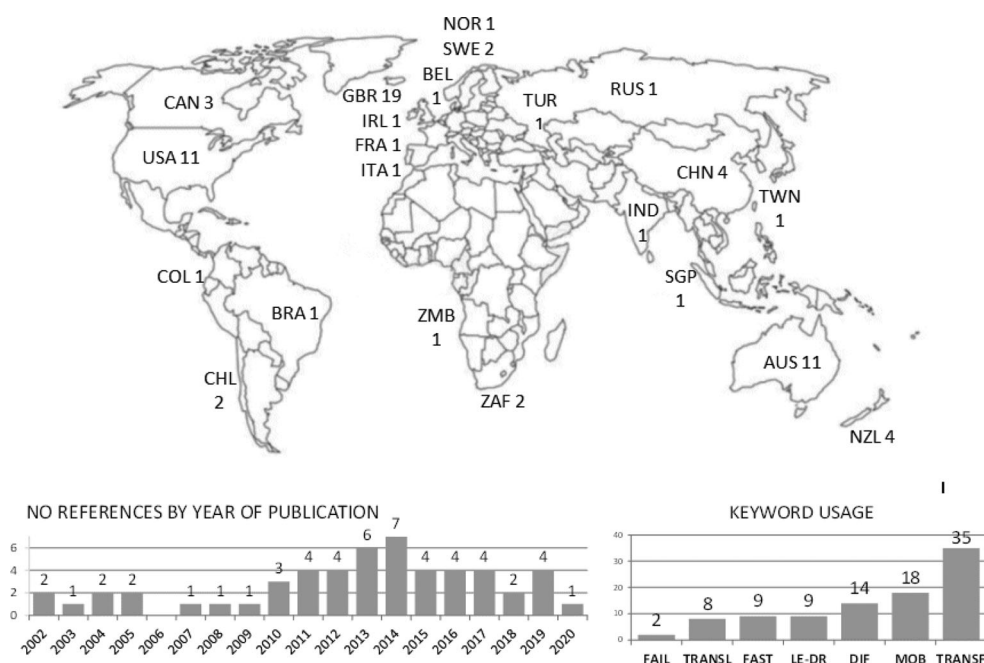 NOR 1
SWE 2
BEL
1
GBR 19
IRL 1
FRA 1
ITA 1
TUR
1
RUS 1
CAN 3
USA 11
CHN 4
TWN
1
IND
1
SGP
1
COL 1
BRA 1
CHL
2
ZMB
1
ZAF 2
AUS 11
NZL 4
I
NO REFERENCES BY YEAR OF PUBLICATION
6
4
2
0
2
1
2
2
1
1
1
3
4
4
6
7
4
4
4
2
4
1
2002
2003
2004
2005
2006
2007
2008
2009
2010
2011
2012
2013
2014
2015
2016
2017
2018
2019
2020
KEYWORD USAGE
40
30
20
10
0
2
8
9
9
14
18
35
FAIL
TRANSL
FAST
LE-DR
DIF
MOB
TRANSF